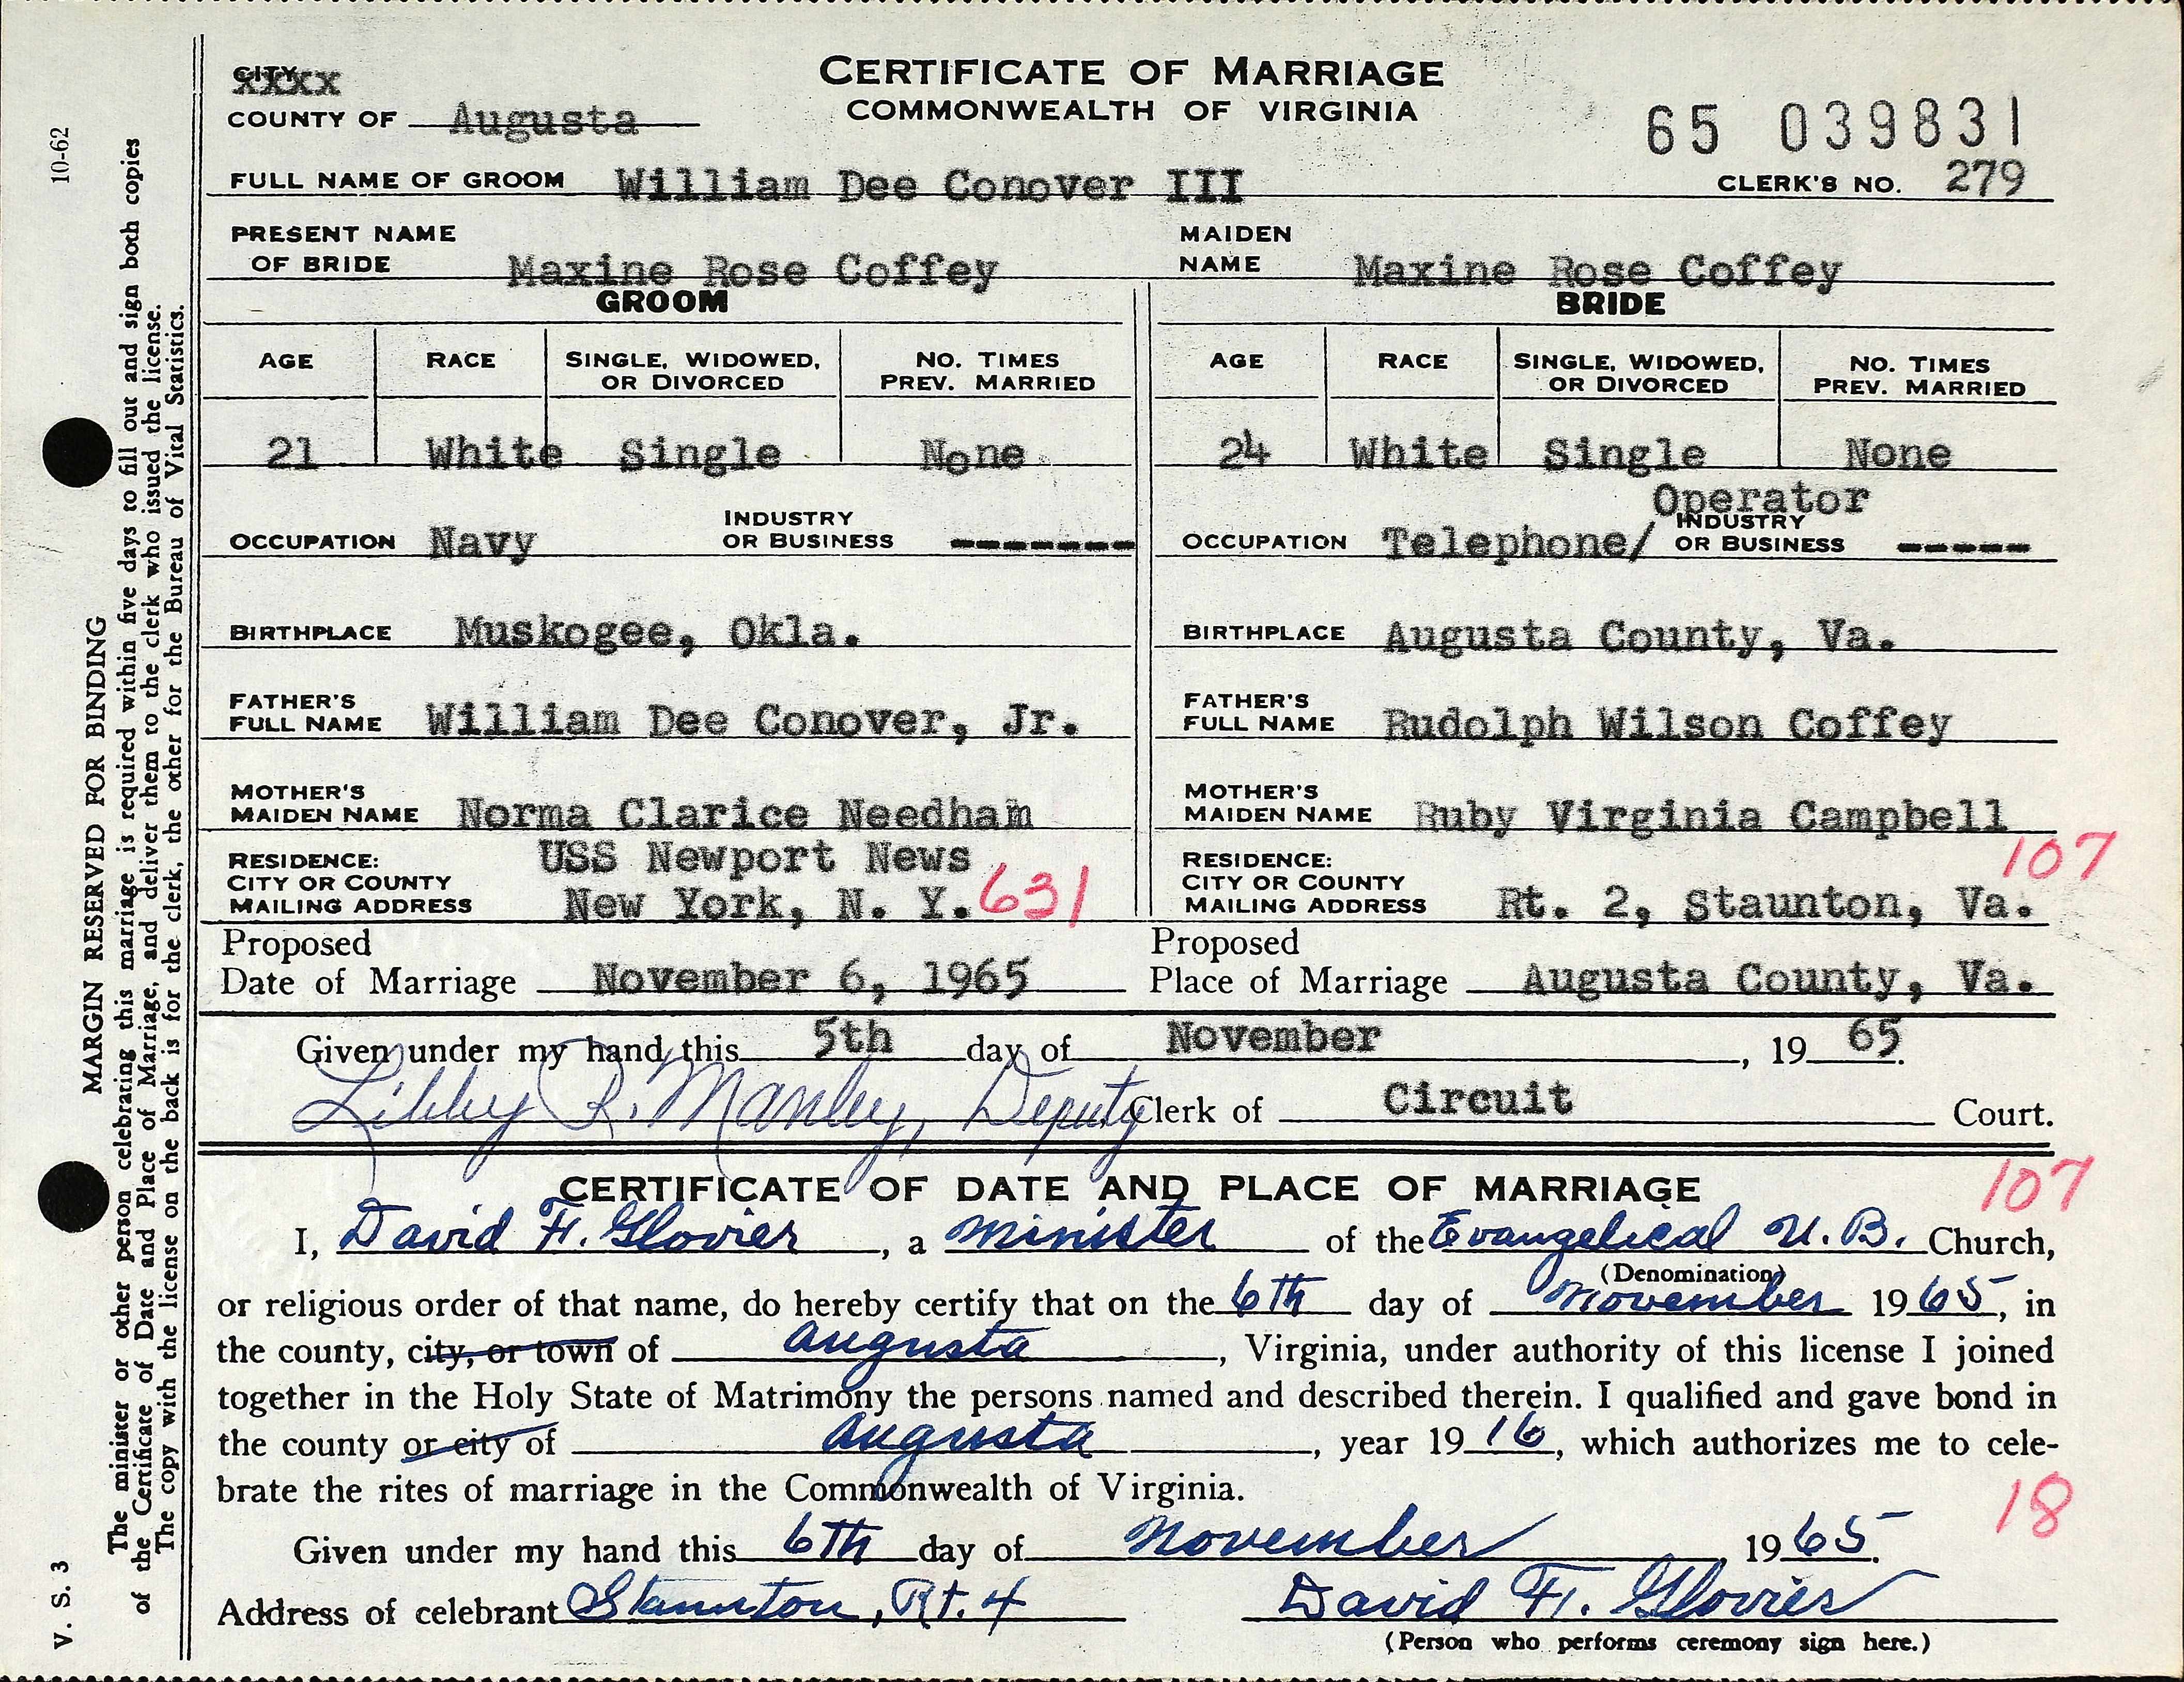 CITY XXXX
COUNTY OF Augusta
CERTIFICATE OF MARRIAGE
COMMONWEALTH OF VIRGINIA
65 039831
FULL NAME OF GROOM William Dee Conover III CLERK'S NO. 279
PRESENT NAME OF BRIDE Maxine Rose Coffey MAIDEN NAME Maxine Rose Coffey
GROOM BRIDE
AGE RACE SINGLE, WIDOWED, OR DIVORCED NO. TIMES PREV. MARRIED AGE RACE SINGLE, WIDOWED, OR DIVORCED NO. TIMES PREV. MARRIED
21 White Single None 24 White Single None
OCCUPATION Navy INDUSTRY OR BUSINESS ------- OCCUPATION Telephone/ Operator INDUSTRY OR BUSINESS -----
BIRTHPLACE Muskogee, Okla. BIRTHPLACE Augusta County, Va.
FATHER'S FULL NAME William Dee Conover, Jr. FATHER'S FULL NAME Rudolph Wilson Coffey
MOTHER'S MAIDEN NAME Norma Clarice Needham MOTHER'S MAIDEN NAME Ruby Virginia Campbell
RESIDENCE: CITY OR COUNTY MAILING ADDRESS USS Newport News New York, N. Y. 631 RESIDENCE: CITY OR COUNTY MAILING ADDRESS Rt. 2, Staunton, Va. 107
Proposed Date of Marriage November 6, 1965 Proposed Place of Marriage Augusta County, Va.
Given under my hand this 5th day of November, 19 65.
Libby R. Manley, Deputy Clerk of Circuit Court.
CERTIFICATE OF DATE AND PLACE OF MARRIAGE 107
I, David F. Glovier, a minister of the Evangelical U. B. Church,
(Denomination)
or religious order of that name, do hereby certify that on the 6th day of November 1965, in
the county, city, or town of Augusta, Virginia, under authority of this license I joined
together in the Holy State of Matrimony the persons named and described therein. I qualified and gave bond in
the county or city of Augusta, year 1916, which authorizes me to cele-
brate the rites of marriage in the Commonwealth of Virginia.
18
Given under my hand this 6th day of November 1965.
Address of celebrant Staunton, Rt. 4 David F. Glovier
(Person who performs ceremony sign here.)
10-62
MARGIN RESERVED FOR BINDING
V. S. 3
The minister or other person celebrating this marriage is required within five days to fill out and sign both copies
of the Certificate of Date and Place of Marriage, and deliver them to the clerk who issued the license.
The copy with the license on the back is for the clerk, the other for the Bureau of Vital Statistics.